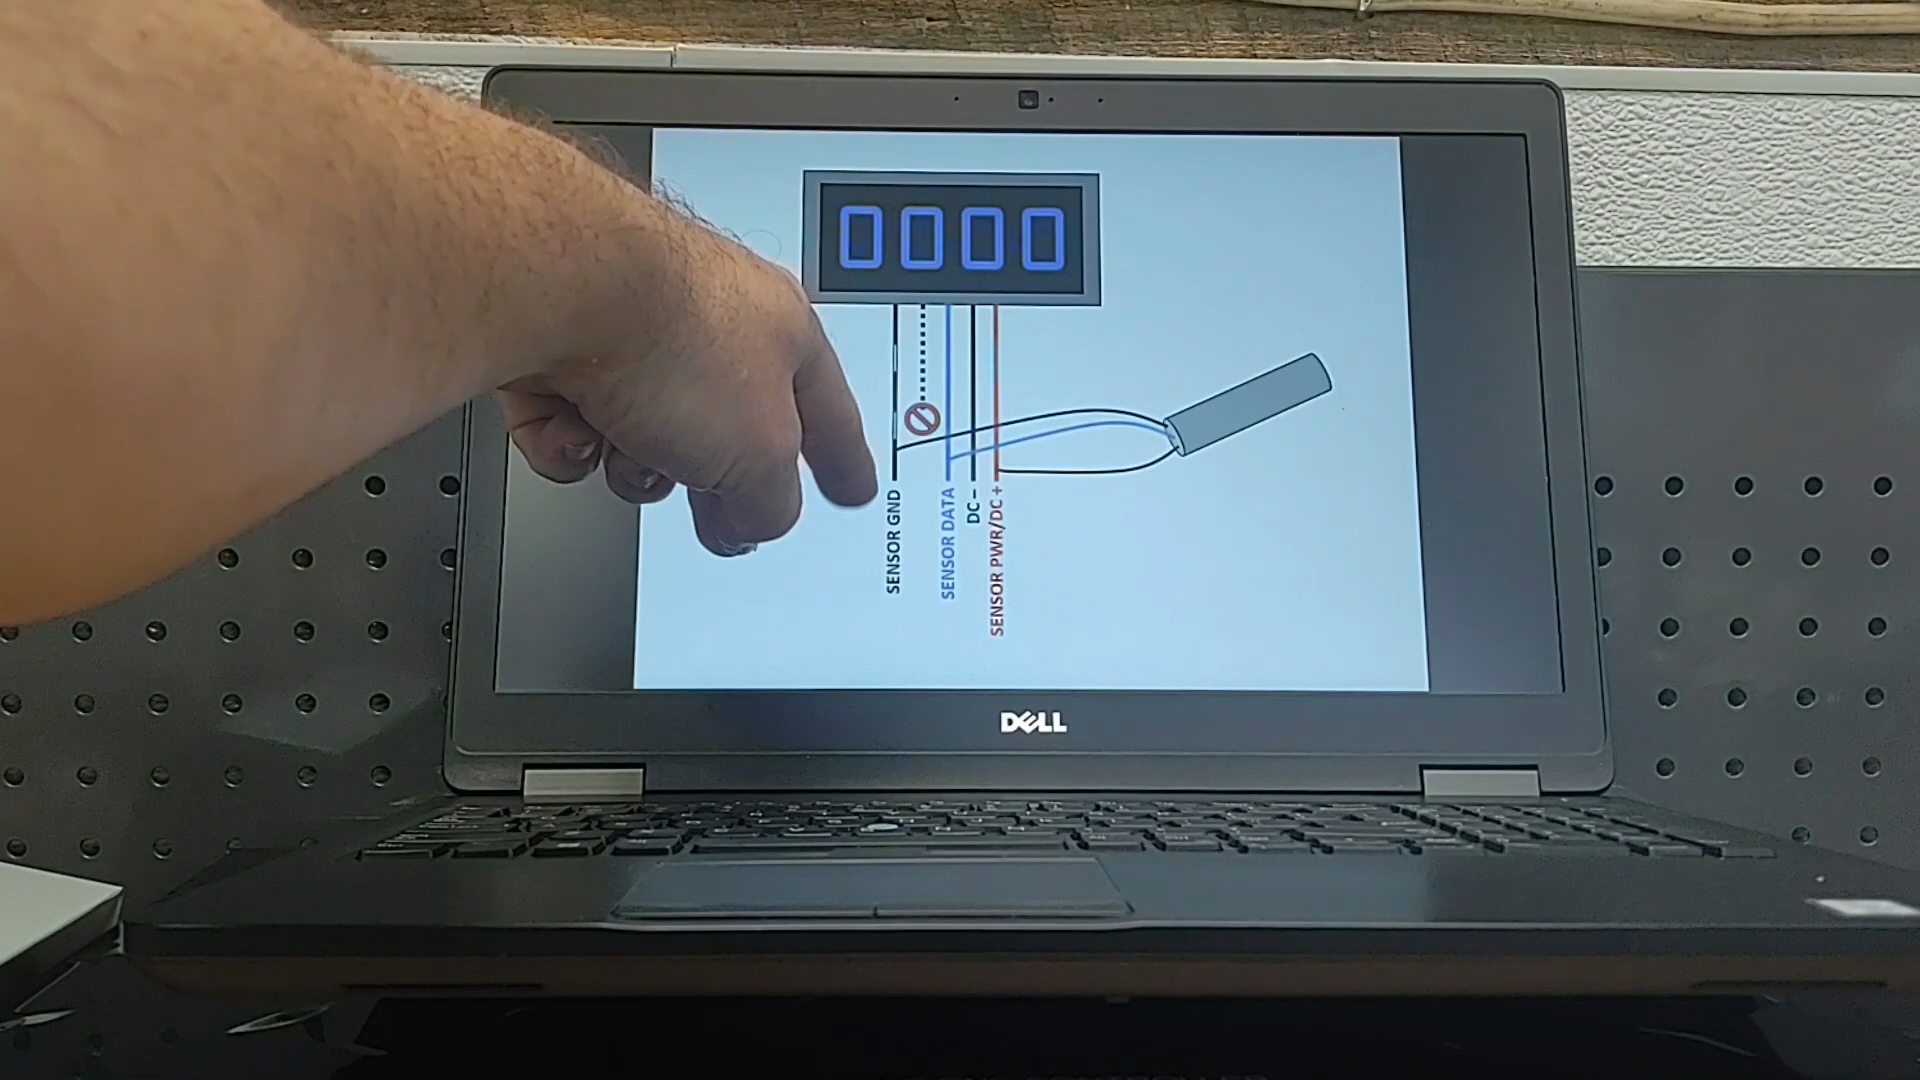 0000
SENSOR GND
SENSOR DATA
DC –
SENSOR PWR/DC +
DELL